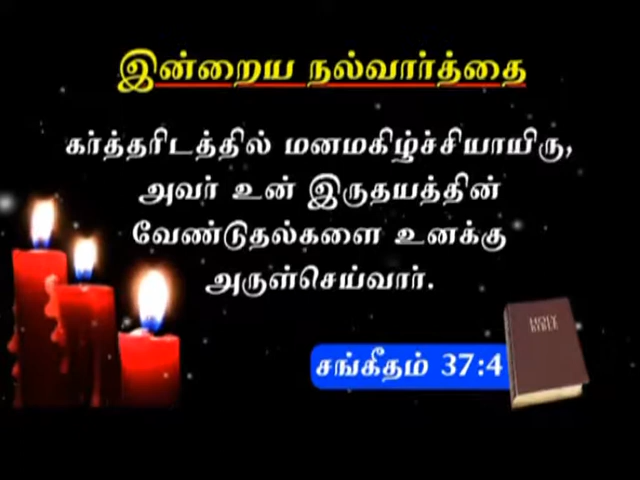 இன்றைய நல்வார்த்தை
கர்த்தரிடத்தில் மனமகிழ்ச்சியாயிரு,
அவர் உன் இருதயத்தின்
வேண்டுதல்களை உனக்கு
அருள்செய்வார்.
சங்கீதம் 37:4
HOLY
BIBLE